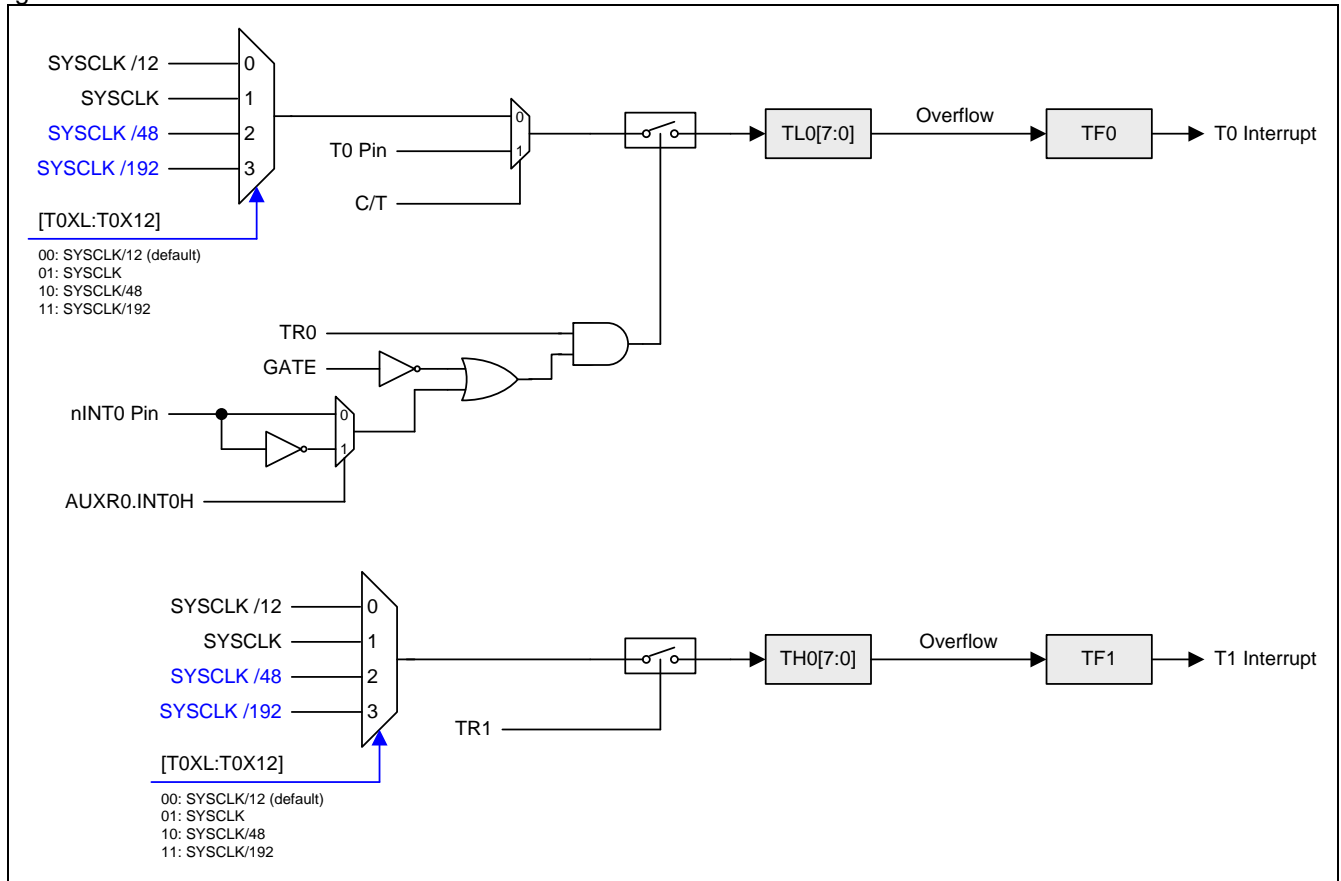 SYSCLK /12
SYSCLK
SYSCLK /48
SYSCLK /192
0
1
2
3
[T0XL:T0X12]
00: SYSCLK/12 (default)
01: SYSCLK
10: SYSCLK/48
11: SYSCLK/192
T0 Pin
0
1
C/T
TL0[7:0]
Overflow
TF0
T0 Interrupt
TR0
GATE
nINT0 Pin
0
1
AUXR0.INT0H
SYSCLK /12
SYSCLK
SYSCLK /48
SYSCLK /192
0
1
2
3
[T0XL:T0X12]
00: SYSCLK/12 (default)
01: SYSCLK
10: SYSCLK/48
11: SYSCLK/192
TR1
TH0[7:0]
Overflow
TF1
T1 Interrupt